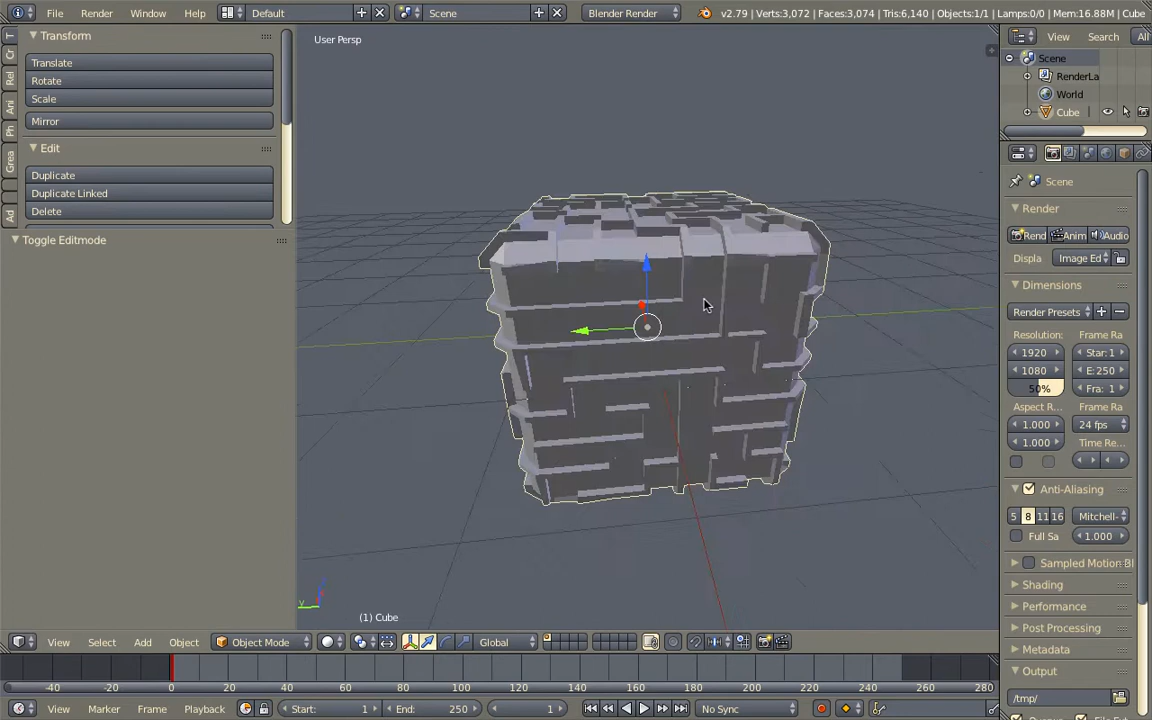 File Render Window Help Default Scene Blender Render v2.79 | Verts:3,072 | Faces:3,074 | Tris:6,140 | Objects:1/1 | Lamps:0/0 | Mem:16.88M | Cube
Transform
Translate
Rotate
Scale
Mirror
Edit
Duplicate
Duplicate Linked
Delete
Toggle Editmode
T
Cr
Rel
Ani
Ph
Grea
Ad
User Persp
(1) Cube
View Search All
Scene
RenderLa
World
Cube
Scene
Render
Rend Anim Audio
Displa Image Ed
Dimensions
Render Presets
Resolution: Frame Ra
1920 Star: 1
1080 E: 250
50% Fra: 1
Aspect R... Frame Ra
1.000 24 fps
1.000 Time Re...
Anti-Aliasing
5 8 11 16 Mitchell-
Full Sa 1.000
Sampled Motion Bl
Shading
Performance
Post Processing
Metadata
Output
/tmp/
View Select Add Object Object Mode Global
-40 -20 0 20 40 60 80 100 120 140 160 180 200 220 240 260 280
View Marker Frame Playback Start: 1 End: 250 1 No Sync